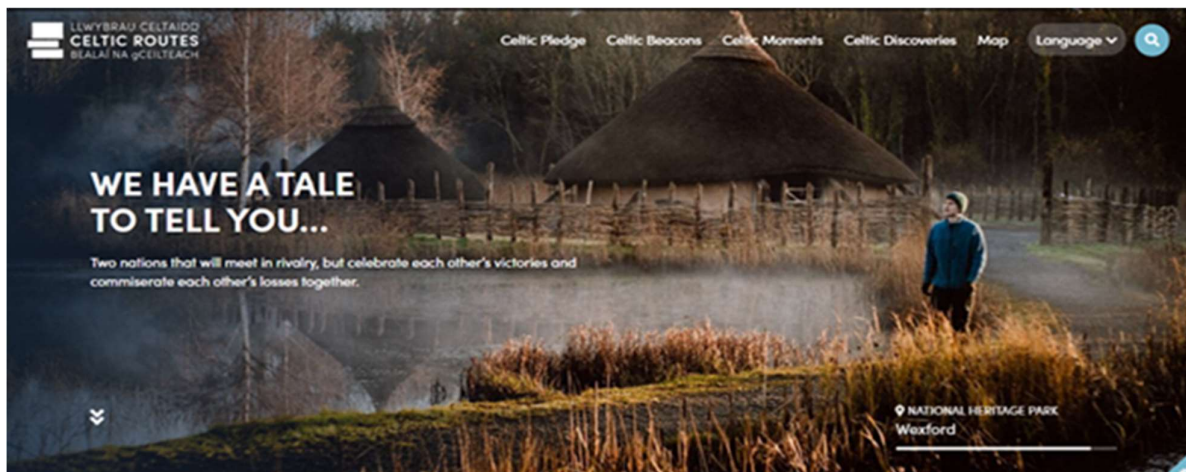 LLWYBRAU CELTAIDD
CELTIC ROUTES
BEALAÍ NA gCEILTEACH
Celtic Pledge
Celtic Beacons
Celtic Moments
Celtic Discoveries
Map
Language
WE HAVE A TALE
TO TELL YOU...
Two nations that will meet in rivalry, but celebrate each other's victories and
commiserate each other's losses together.
NATIONAL HERITAGE PARK
Wexford